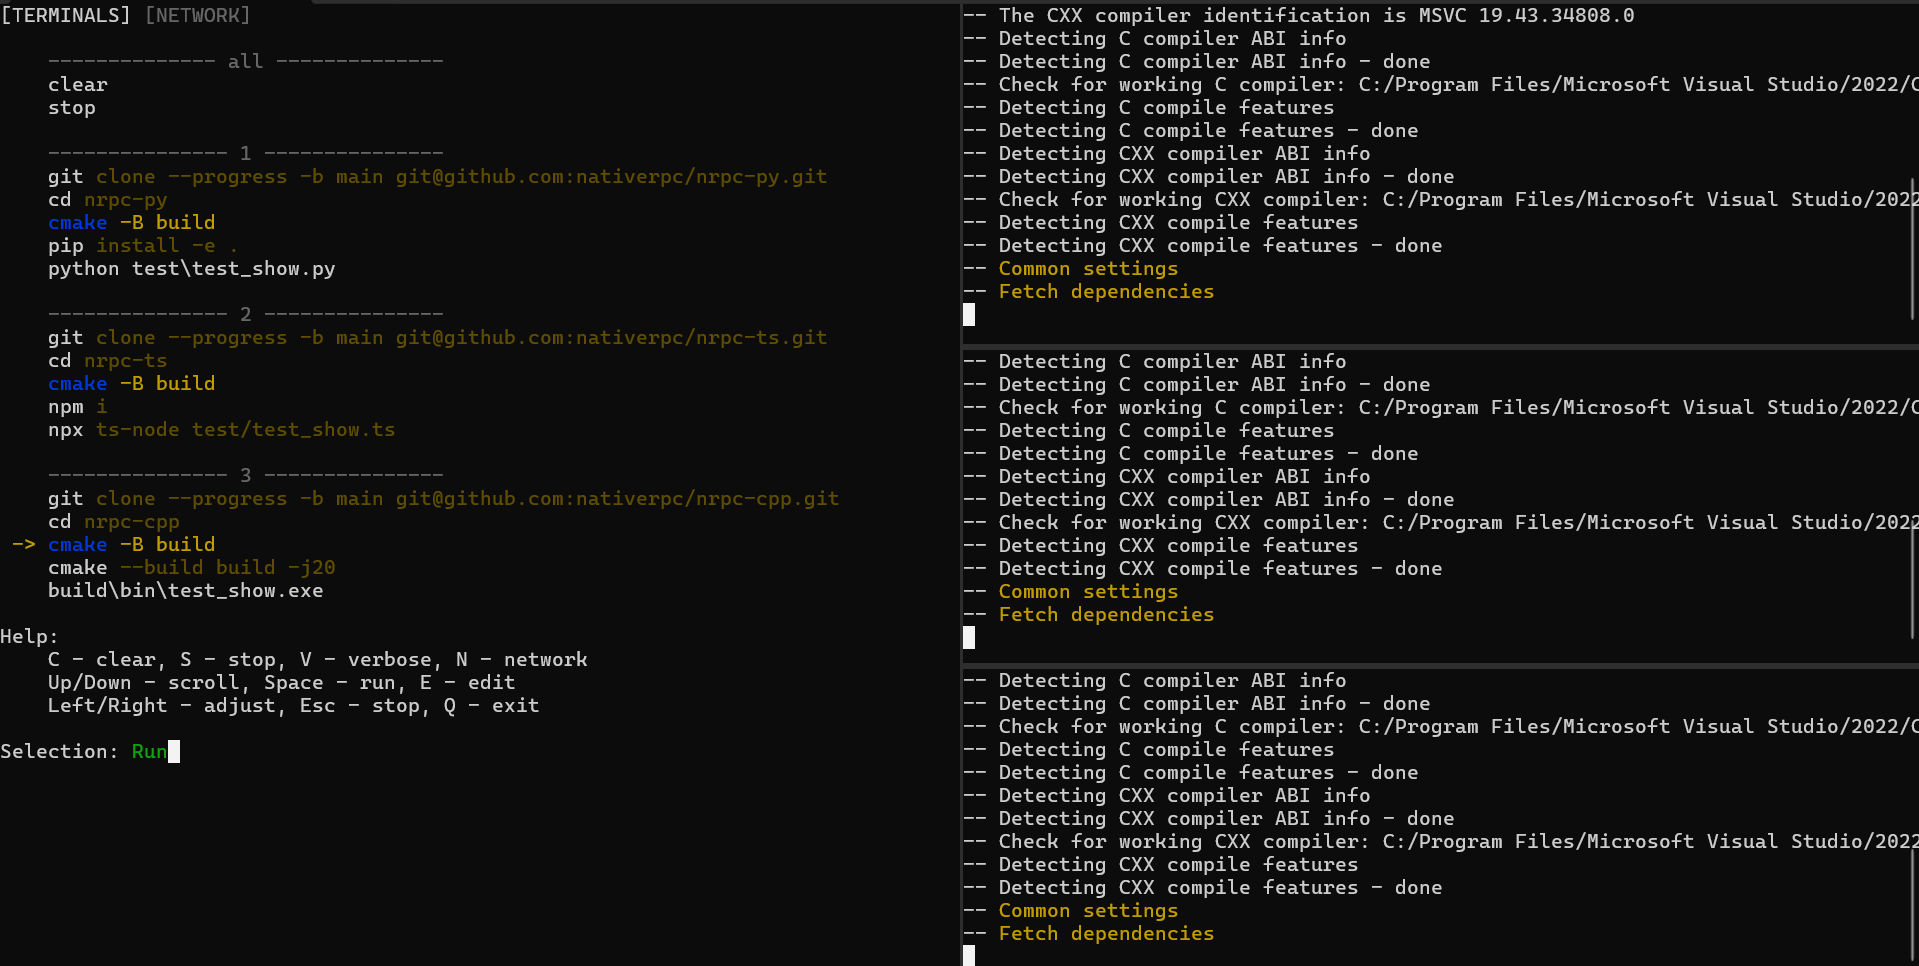 [TERMINALS] [NETWORK]
-------------- all --------------
clear
stop
--------------- 1 ---------------
git clone --progress -b main git@github.com:nativerpc/nrpc-py.git
cd nrpc-py
cmake -B build
pip install -e .
python test\test_show.py
--------------- 2 ---------------
git clone --progress -b main git@github.com:nativerpc/nrpc-ts.git
cd nrpc-ts
cmake -B build
npm i
npx ts-node test/test_show.ts
--------------- 3 ---------------
git clone --progress -b main git@github.com:nativerpc/nrpc-cpp.git
cd nrpc-cpp
-> cmake -B build
cmake --build build -j20
build\bin\test_show.exe
Help:
C - clear, S - stop, V - verbose, N - network
Up/Down - scroll, Space - run, E - edit
Left/Right - adjust, Esc - stop, Q - exit
Selection: Run
-- The CXX compiler identification is MSVC 19.43.34808.0
-- Detecting C compiler ABI info
-- Detecting C compiler ABI info - done
-- Check for working C compiler: C:/Program Files/Microsoft Visual Studio/2022/C
-- Detecting C compile features
-- Detecting C compile features - done
-- Detecting CXX compiler ABI info
-- Detecting CXX compiler ABI info - done
-- Check for working CXX compiler: C:/Program Files/Microsoft Visual Studio/2022
-- Detecting CXX compile features
-- Detecting CXX compile features - done
-- Common settings
-- Fetch dependencies
-- Detecting C compiler ABI info
-- Detecting C compiler ABI info - done
-- Check for working C compiler: C:/Program Files/Microsoft Visual Studio/2022/C
-- Detecting C compile features
-- Detecting C compile features - done
-- Detecting CXX compiler ABI info
-- Detecting CXX compiler ABI info - done
-- Check for working CXX compiler: C:/Program Files/Microsoft Visual Studio/2022
-- Detecting CXX compile features
-- Detecting CXX compile features - done
-- Common settings
-- Fetch dependencies
-- Detecting C compiler ABI info
-- Detecting C compiler ABI info - done
-- Check for working C compiler: C:/Program Files/Microsoft Visual Studio/2022/C
-- Detecting C compile features
-- Detecting C compile features - done
-- Detecting CXX compiler ABI info
-- Detecting CXX compiler ABI info - done
-- Check for working CXX compiler: C:/Program Files/Microsoft Visual Studio/2022
-- Detecting CXX compile features
-- Detecting CXX compile features - done
-- Common settings
-- Fetch dependencies